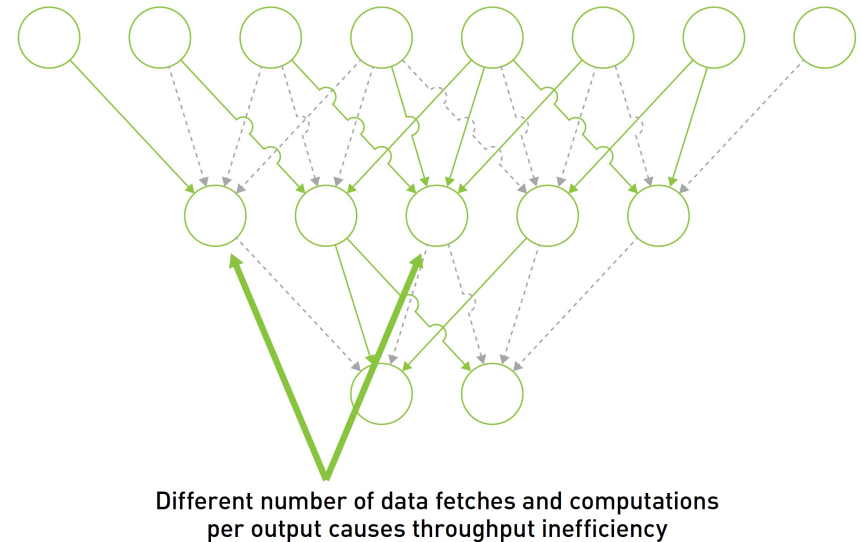 Different number of data fetches and computations
per output causes throughput inefficiency